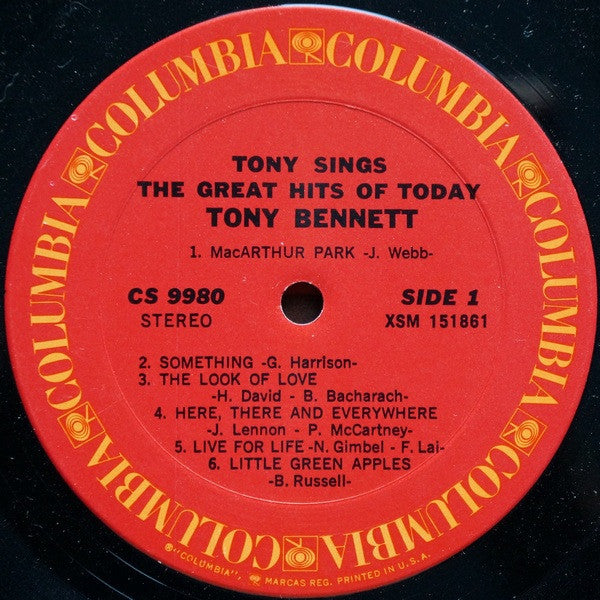 COLUMBIA COLUMBIA COLUMBIA COLUMBIA COLUMBIA COLUMBIA
TONY SINGS
THE GREAT HITS OF TODAY
TONY BENNETT
1. MacARTHUR PARK -J. Webb-
CS 9980
STEREO
SIDE 1
XSM 151861
2. SOMETHING -G. Harrison-
3. THE LOOK OF LOVE
-H. David - B. Bacharach-
4. HERE, THERE AND EVERYWHERE
-J. Lennon - P. McCartney-
5. LIVE FOR LIFE -N. Gimbel - F. Lai-
6. LITTLE GREEN APPLES
-B. Russell-
®"COLUMBIA", MARCAS REG. PRINTED IN U.S.A.